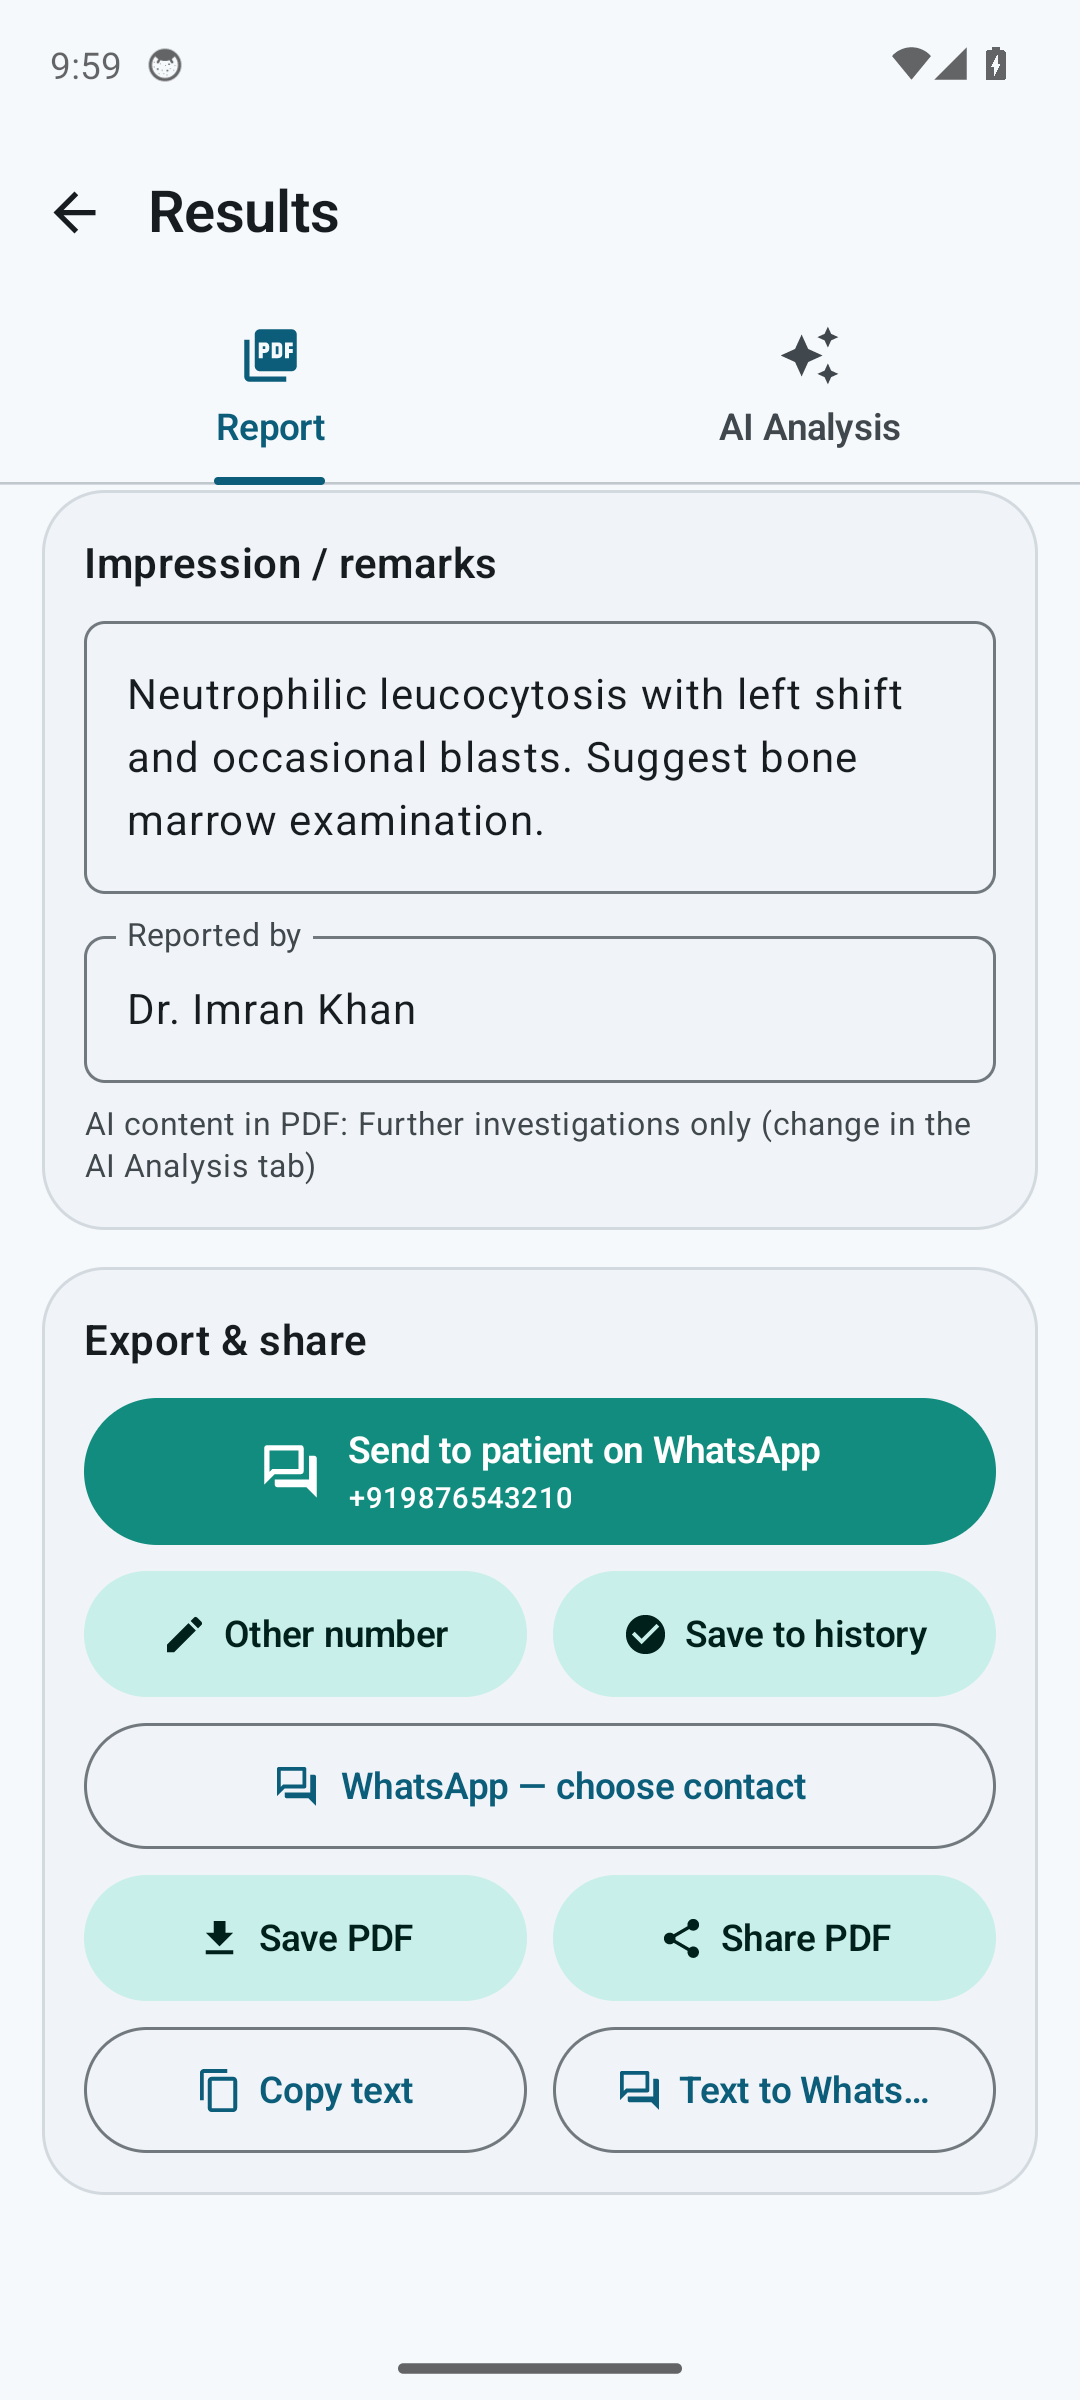 9:59
Results
PDF
Report
AI Analysis
Impression / remarks
Neutrophilic leucocytosis with left shift
and occasional blasts. Suggest bone
marrow examination.
Reported by
Dr. Imran Khan
AI content in PDF: Further investigations only (change in the
AI Analysis tab)
Export & share
Send to patient on WhatsApp
+919876543210
Other number
Save to history
WhatsApp — choose contact
Save PDF
Share PDF
Copy text
Text to Whats...